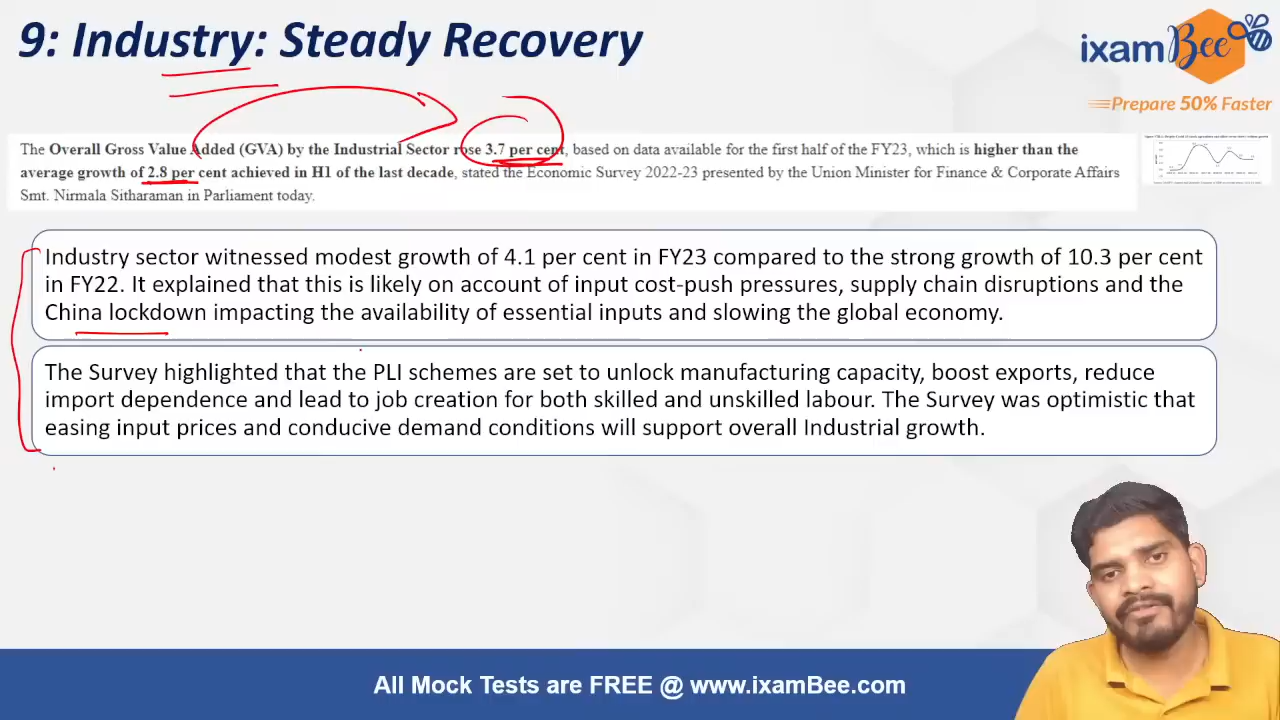 9: Industry: Steady Recovery
ixamBee
Prepare 50% Faster
The Overall Gross Value Added (GVA) by the Industrial Sector rose 3.7 per cent, based on data available for the first half of the FY23, which is higher than the
average growth of 2.8 per cent achieved in H1 of the last decade, stated the Economic Survey 2022-23 presented by the Union Minister for Finance & Corporate Affairs
Smt. Nirmala Sitharaman in Parliament today.
Industry sector witnessed modest growth of 4.1 per cent in FY23 compared to the strong growth of 10.3 per cent
in FY22. It explained that this is likely on account of input cost-push pressures, supply chain disruptions and the
China lockdown impacting the availability of essential inputs and slowing the global economy.
The Survey highlighted that the PLI schemes are set to unlock manufacturing capacity, boost exports, reduce
import dependence and lead to job creation for both skilled and unskilled labour. The Survey was optimistic that
easing input prices and conducive demand conditions will support overall Industrial growth.
All Mock Tests are FREE @ www.ixamBee.com